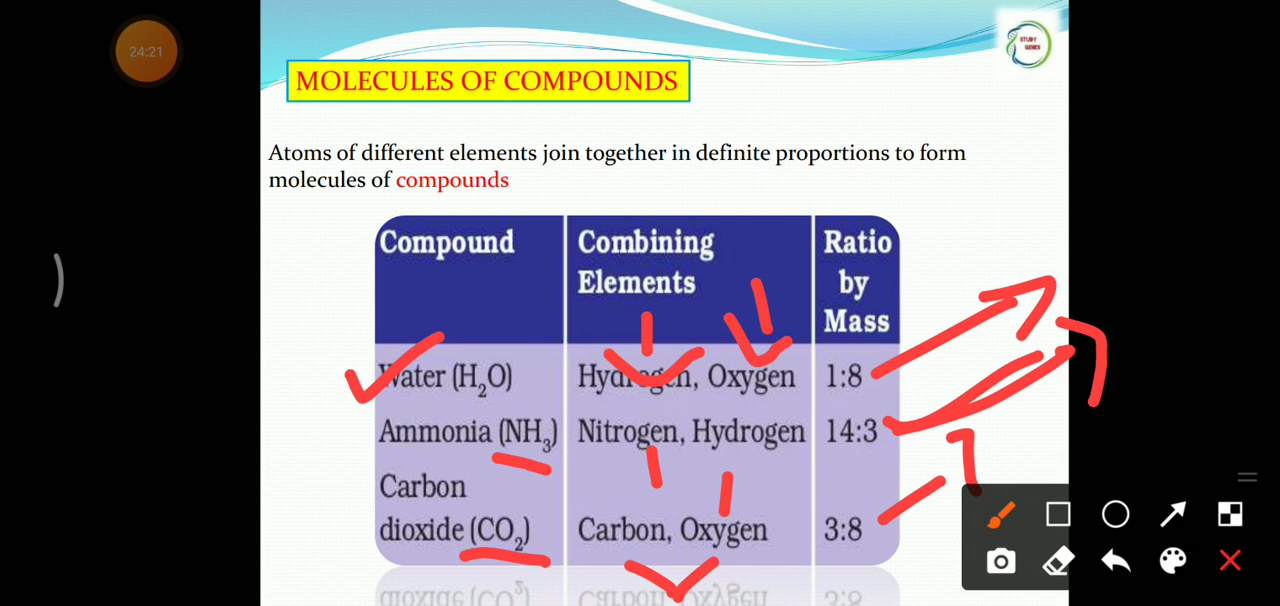 24:21
STUDY
GENES
MOLECULES OF COMPOUNDS
Atoms of different elements join together in definite proportions to form
molecules of compounds
Compound Combining Elements Ratio by Mass
Water (H₂O) Hydrogen, Oxygen 1:8
Ammonia (NH₃) Nitrogen, Hydrogen 14:3
Carbon
dioxide (CO₂) Carbon, Oxygen 3:8